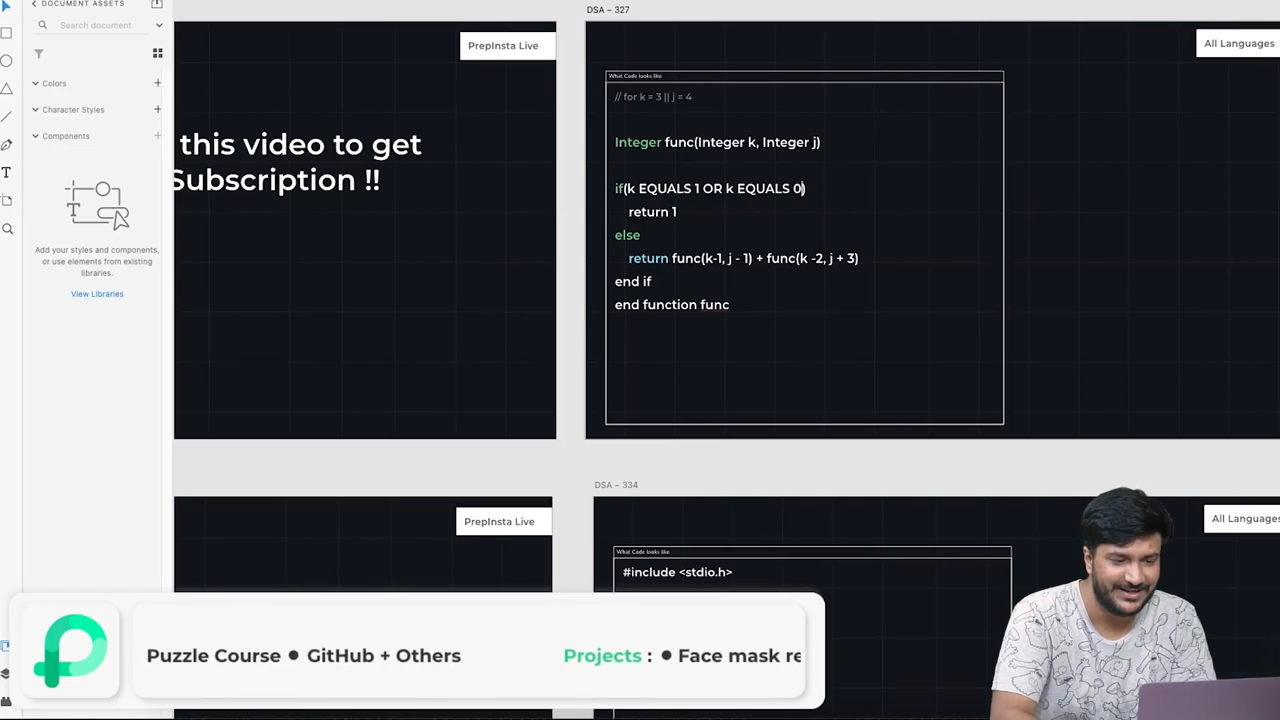 DOCUMENT ASSETS
Search document
Colors
Character Styles
Components
Add your styles and components,
or use elements from existing
libraries.
View Libraries
PrepInsta Live
this video to get
Subscription !!
DSA – 327
All Languages
What Code looks like
// for k = 3 || j = 4
Integer func(Integer k, Integer j)
if(k EQUALS 1 OR k EQUALS 0)
return 1
else
return func(k-1, j - 1) + func(k -2, j + 3)
end if
end function func
PrepInsta Live
DSA – 334
All Languages
What Code looks like
#include <stdio.h>
Puzzle Course ● GitHub + Others Projects : ● Face mask re